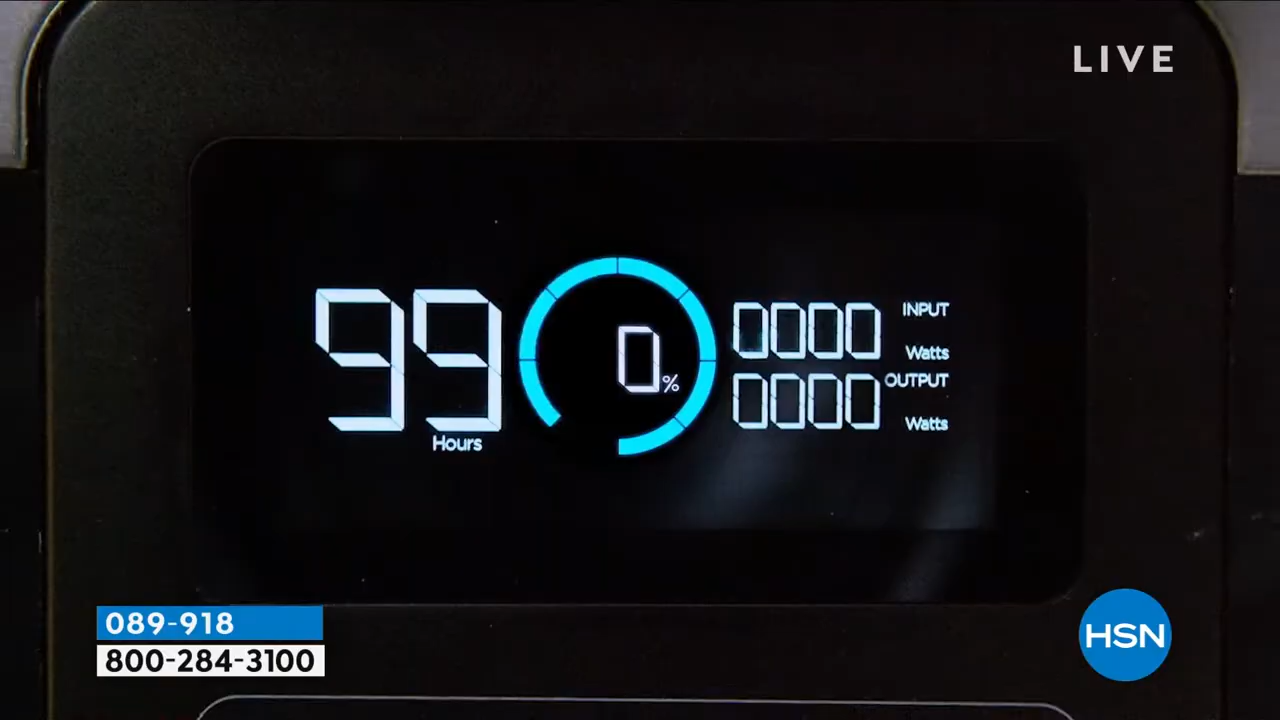 LIVE
99
Hours
0%
0000 INPUT
Watts
0000 OUTPUT
Watts
089-918
800-284-3100
HSN